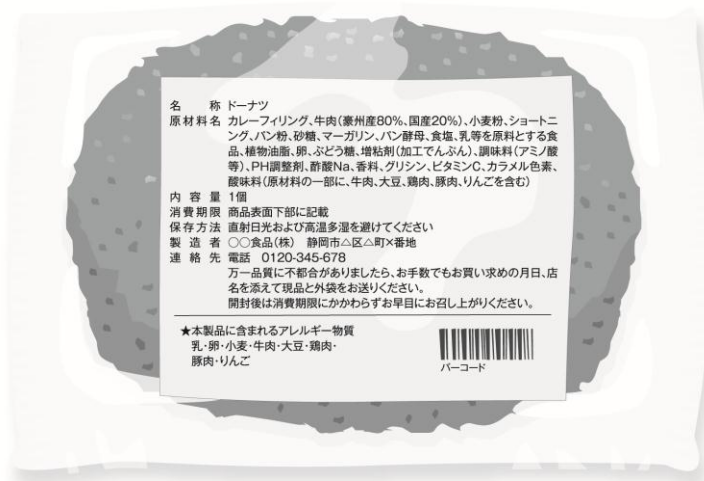 名称 ドーナツ
原材料名 カレーフィリング、牛肉(豪州産80%、国産20%)、小麦粉、ショートニ
ング、パン粉、砂糖、マーガリン、パン酵母、食塩、乳等を原料とする食
品、植物油脂、卵、ぶどう糖、増粘剤(加工でんぷん)、調味料(アミノ酸
等)、PH調整剤、酢酸Na、香料、グリシン、ビタミンC、カラメル色素、
酸味料(原材料の一部に、牛肉、大豆、鶏肉、豚肉、りんごを含む)
内容量 1個
消費期限 商品表面下部に記載
保存方法 直射日光および高温多湿を避けてください
製造者 ○○食品(株) 静岡市△区△町×番地
連絡先 電話 0120-345-678
万一品質に不都合がありましたら、お手数でもお買い求めの月日、店
名を添えて現品と外袋をお送りください。
開封後は消費期限にかかわらずお早目にお召し上がりください。
★本製品に含まれるアレルギー物質
乳・卵・小麦・牛肉・大豆・鶏肉・
豚肉・りんご
バーコード